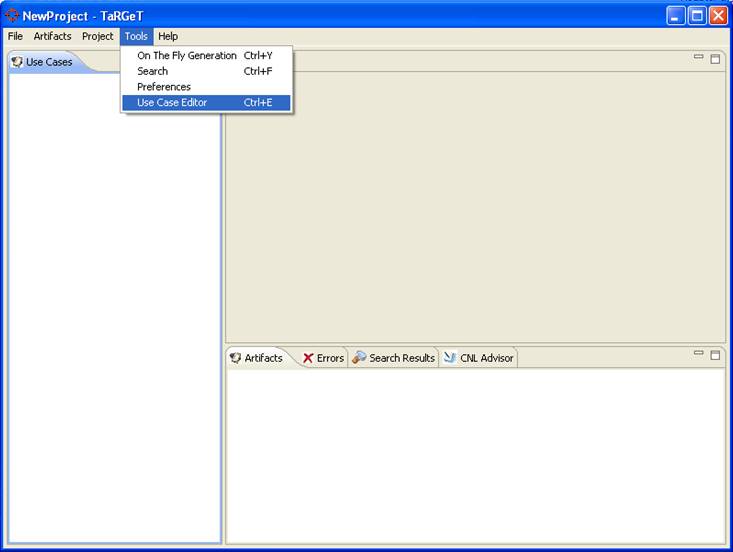 NewProject - TaRGeT
File Artifacts Project Tools Help
On The Fly Generation Ctrl+Y
Search Ctrl+F
Preferences
Use Case Editor Ctrl+E
Use Cases
Artifacts Errors Search Results CNL Advisor